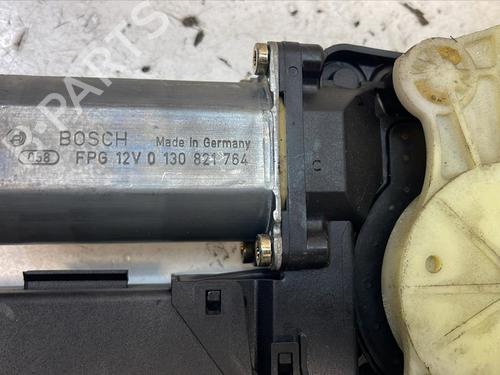 BOSCH Made in Germany
058 FPG 12V 0 130 821 764
C
B-PARTS